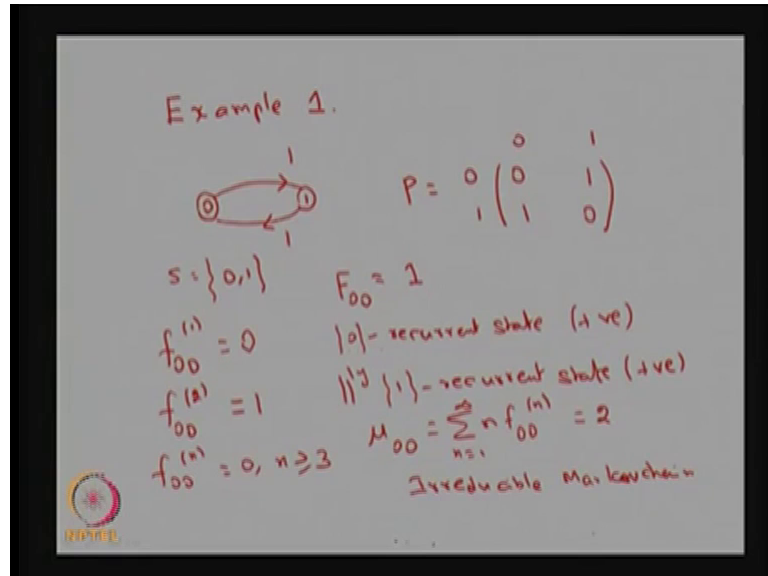 Example 1.
1
0 1
1
P = 0 ( 0 1 )
1 ( 1 0 )
0 1
S = {0,1}
F₀₀ = 1
f₀₀⁽¹⁾ = 0
{0} - recurrent state (+ve)
f₀₀⁽²⁾ = 1
|||ly {1} - recurrent state (+ve)
f₀₀⁽ⁿ⁾ = 0, n ≥ 3
μ₀₀ = Σ_{n=1}^{∞} n f₀₀⁽ⁿ⁾ = 2
Irreducible Markov chain
NPTEL